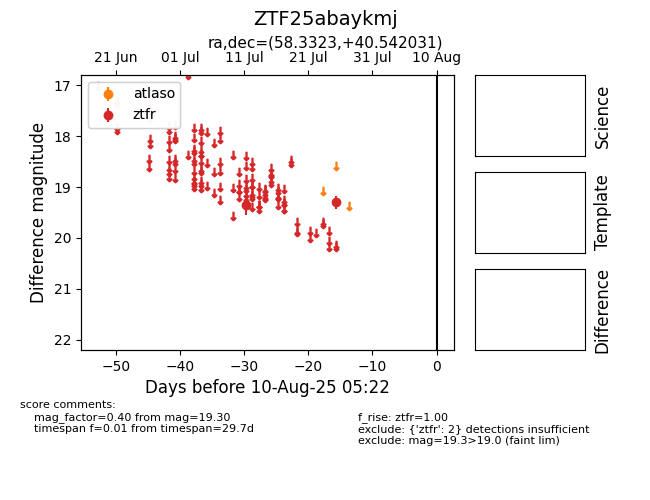 ZTF25abaykmj
ra,dec=(58.3323,+40.542031)
21 Jun 01 Jul 11 Jul 21 Jul 31 Jul 10 Aug
atlaso
ztfr
17
18
19
20
21
22
Difference magnitude
−50 −40 −30 −20 −10 0
Days before 10-Aug-25 05:22
Science
Template
Difference
score comments:
mag_factor=0.40 from mag=19.30
timespan f=0.01 from timespan=29.7d
f_rise: ztfr=1.00
exclude: {'ztfr': 2} detections insufficient
exclude: mag=19.3>19.0 (faint lim)